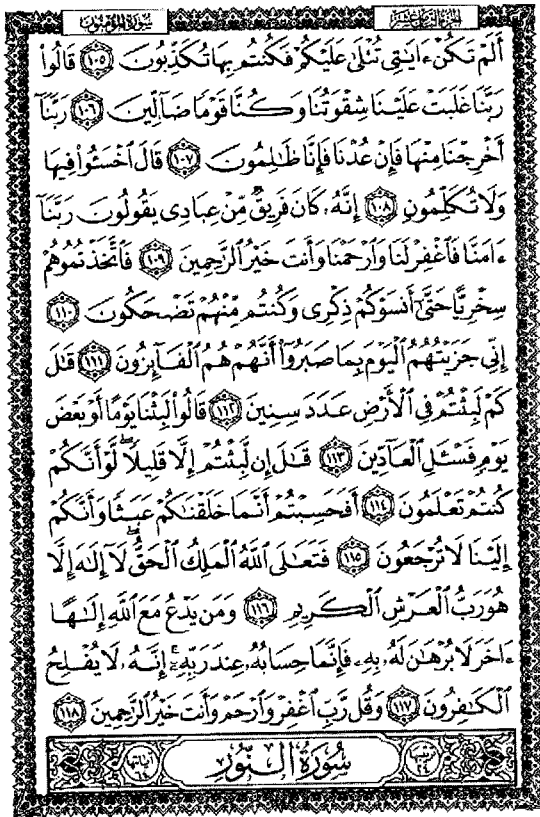 سُورَةُ المُؤْمِنُون
أَلَمْ تَكُنْ ءَايَٰتِى تُتْلَىٰ عَلَيْكُمْ فَكُنتُم بِهَا تُكَذِّبُونَ ١٠٥ قَالُوا۟
رَبَّنَا غَلَبَتْ عَلَيْنَا شِقْوَتُنَا وَكُنَّا قَوْمًا ضَآلِّينَ ١٠٦ رَبَّنَآ
أَخْرِجْنَا مِنْهَا فَإِنْ عُدْنَا فَإِنَّا ظَٰلِمُونَ ١٠٧ قَالَ ٱخْسَـُٔوا۟ فِيهَا
وَلَا تُكَلِّمُونِ ١٠٨ إِنَّهُۥ كَانَ فَرِيقٌ مِّنْ عِبَادِى يَقُولُونَ رَبَّنَآ
ءَامَنَّا فَٱغْفِرْ لَنَا وَٱرْحَمْنَا وَأَنتَ خَيْرُ ٱلرَّٰحِمِينَ ١٠٩ فَٱتَّخَذْتُمُوهُمْ
سِخْرِيًّا حَتَّىٰٓ أَنسَوْكُمْ ذِكْرِى وَكُنتُم مِّنْهُمْ تَضْحَكُونَ ١١٠
إِنِّى جَزَيْتُهُمُ ٱلْيَوْمَ بِمَا صَبَرُوٓا۟ أَنَّهُمْ هُمُ ٱلْفَآئِزُونَ ١١١ قَٰلَ
كَمْ لَبِثْتُمْ فِى ٱلْأَرْضِ عَدَدَ سِنِينَ ١١٢ قَالُوا۟ لَبِثْنَا يَوْمًا أَوْ بَعْضَ
يَوْمٍ فَسْـَٔلِ ٱلْعَآدِّينَ ١١٣ قَٰلَ إِن لَّبِثْتُمْ إِلَّا قَلِيلًا ۖ لَّوْ أَنَّكُمْ
كُنتُمْ تَعْلَمُونَ ١١٤ أَفَحَسِبْتُمْ أَنَّمَا خَلَقْنَٰكُمْ عَبَثًا وَأَنَّكُمْ
إِلَيْنَا لَا تُرْجَعُونَ ١١٥ فَتَعَٰلَى ٱللَّهُ ٱلْمَلِكُ ٱلْحَقُّ ۖ لَآ إِلَٰهَ إِلَّا
هُوَ رَبُّ ٱلْعَرْشِ ٱلْكَرِيمِ ١١٦ وَمَن يَدْعُ مَعَ ٱللَّهِ إِلَٰهًا
ءَاخَرَ لَا بُرْهَٰنَ لَهُۥ بِهِۦ فَإِنَّمَا حِسَابُهُۥ عِندَ رَبِّهِۦٓ ۚ إِنَّهُۥ لَا يُفْلِحُ
ٱلْكَٰفِرُونَ ١١٧ وَقُل رَّبِّ ٱغْفِرْ وَٱرْحَمْ وَأَنتَ خَيْرُ ٱلرَّٰحِمِينَ ١١٨
سُورَةُ النُّور